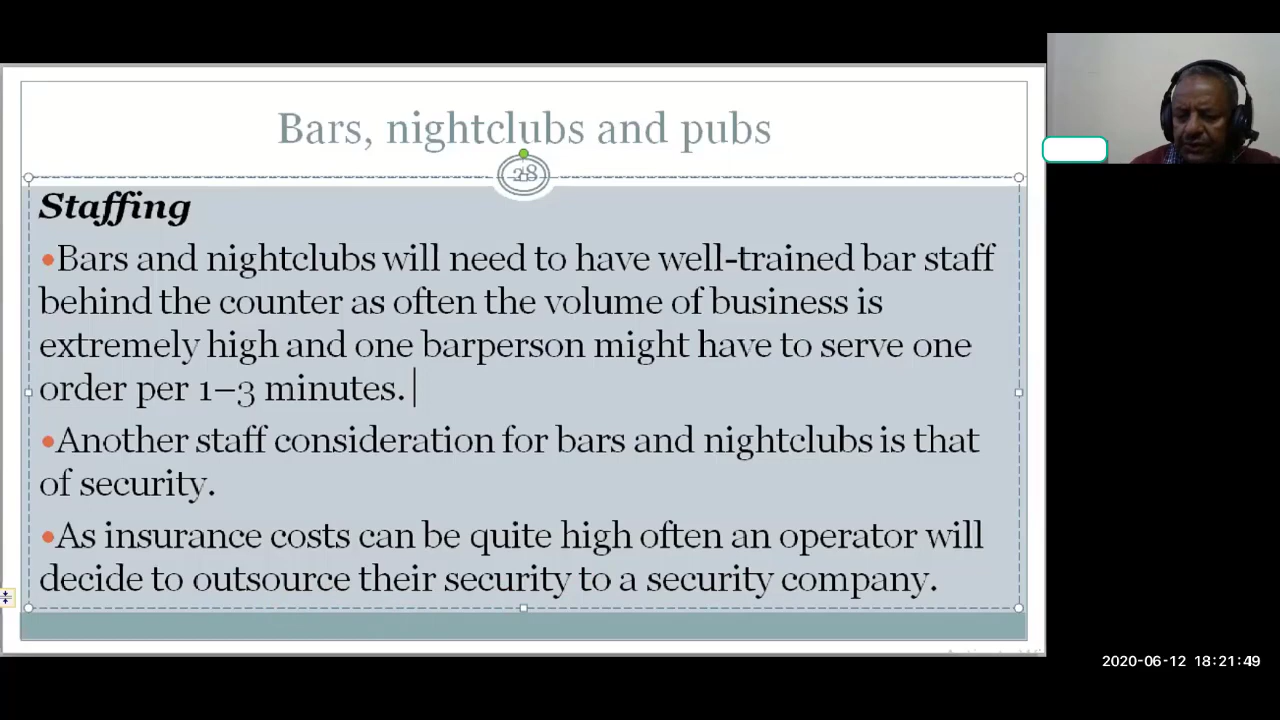 Bars, nightclubs and pubs
Staffing
•Bars and nightclubs will need to have well-trained bar staff
behind the counter as often the volume of business is
extremely high and one barperson might have to serve one
order per 1–3 minutes.
•Another staff consideration for bars and nightclubs is that
of security.
•As insurance costs can be quite high often an operator will
decide to outsource their security to a security company.
2020-06-12 18:21:49